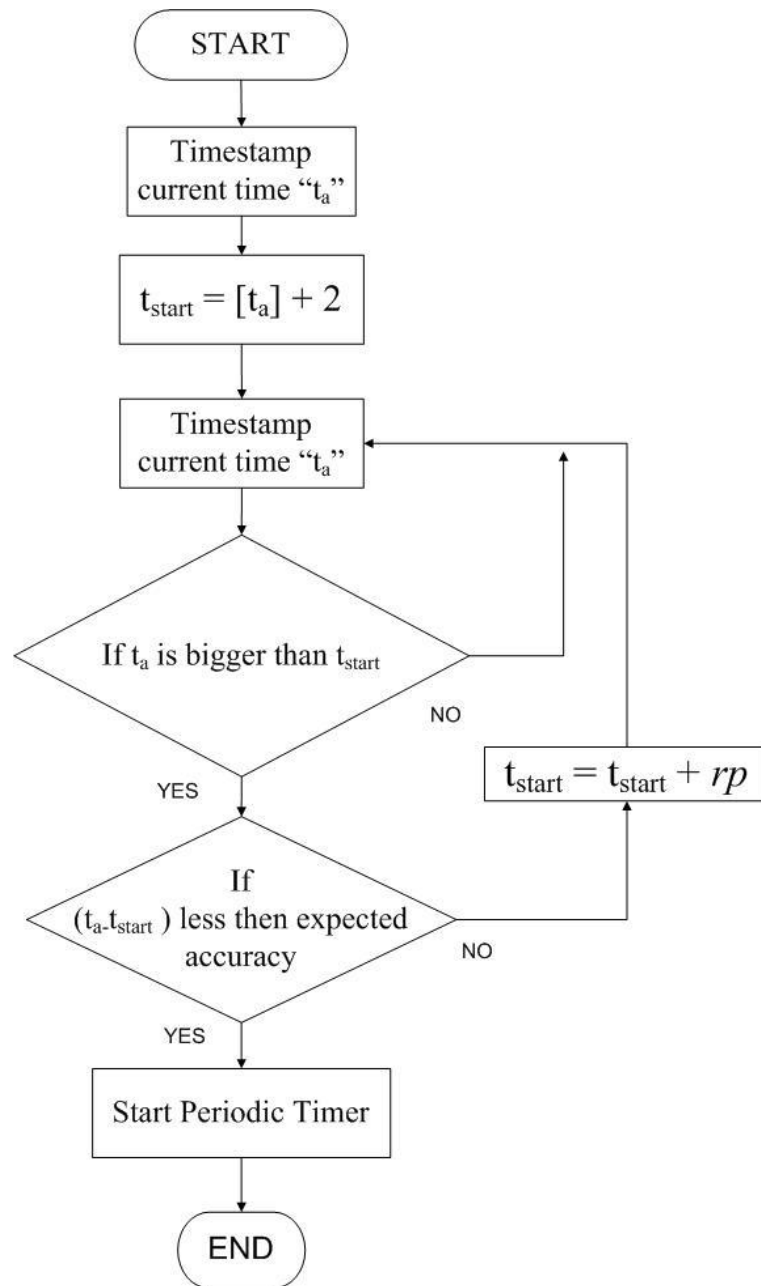 START
Timestamp
current time “ta”
tstart = [ta] + 2
Timestamp
current time “ta”
If ta is bigger than tstart
NO
YES
tstart = tstart + rp
If
(ta-tstart ) less then expected
accuracy
NO
YES
Start Periodic Timer
END